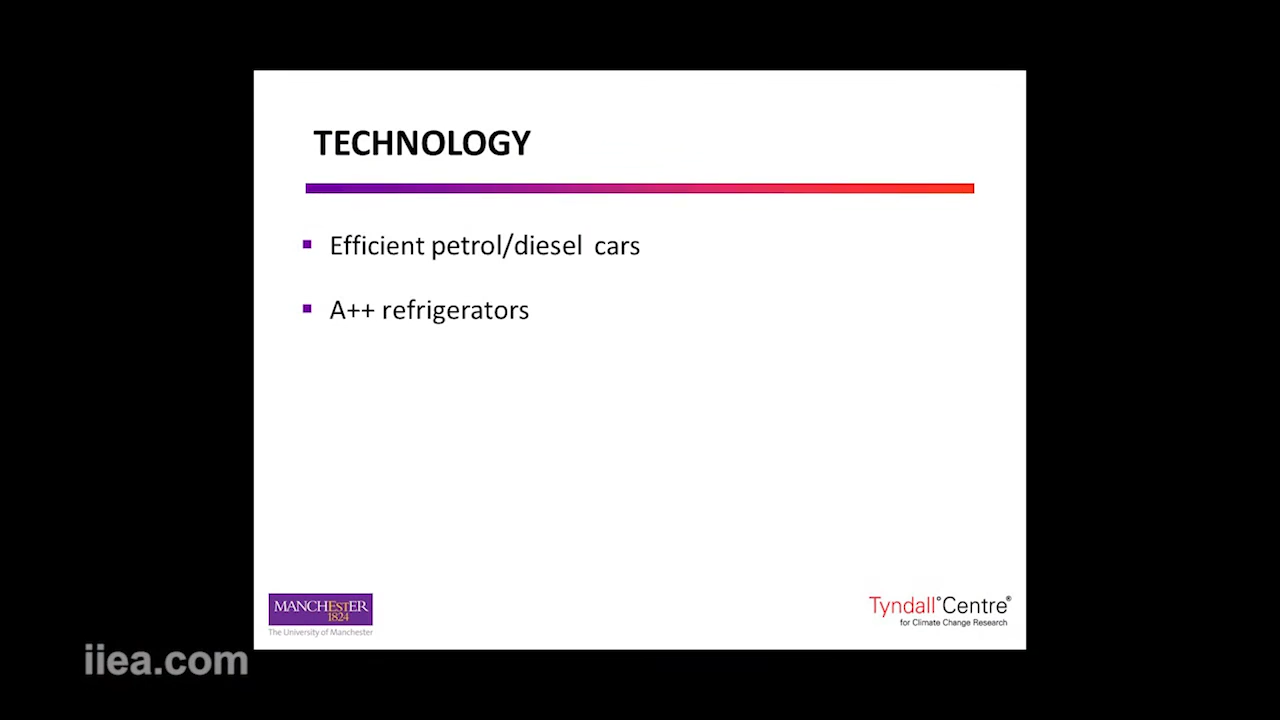 TECHNOLOGY
Efficient petrol/diesel cars
A++ refrigerators
MANCHESTER
1824
The University of Manchester
Tyndall°Centre®
for Climate Change Research
iiea.com